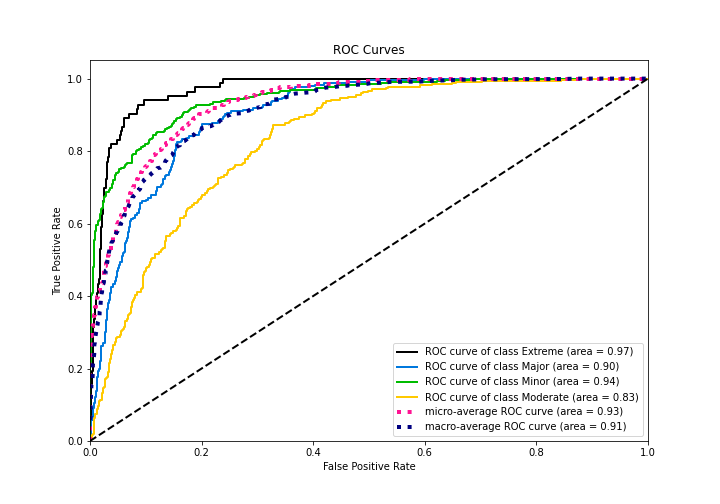 ROC Curves
1.0
0.8
0.6
0.4
0.2
0.0
True Positive Rate
0.0 0.2 0.4 0.6 0.8 1.0
False Positive Rate
ROC curve of class Extreme (area = 0.97)
ROC curve of class Major (area = 0.90)
ROC curve of class Minor (area = 0.94)
ROC curve of class Moderate (area = 0.83)
micro-average ROC curve (area = 0.93)
macro-average ROC curve (area = 0.91)